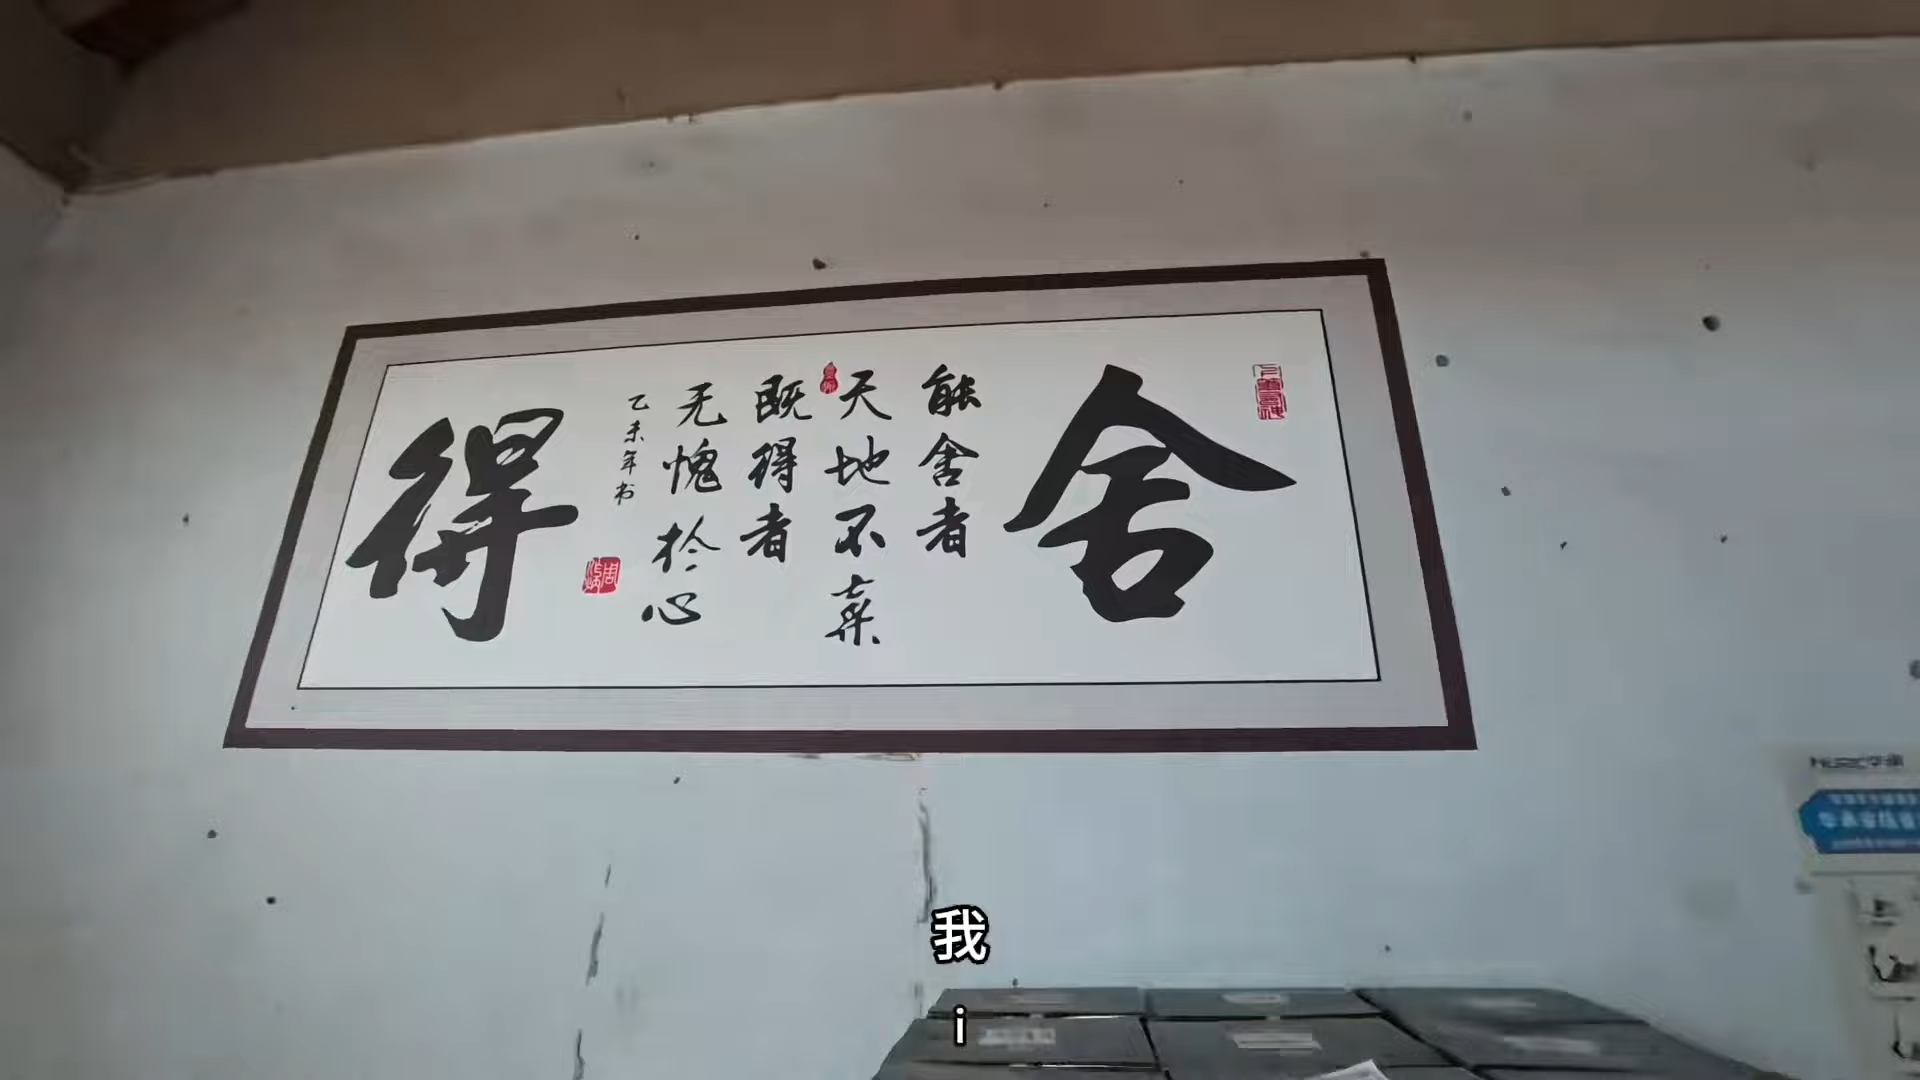 舍
能舍者
天地不弃
既得者
无愧於心
乙未年书
得
我
i